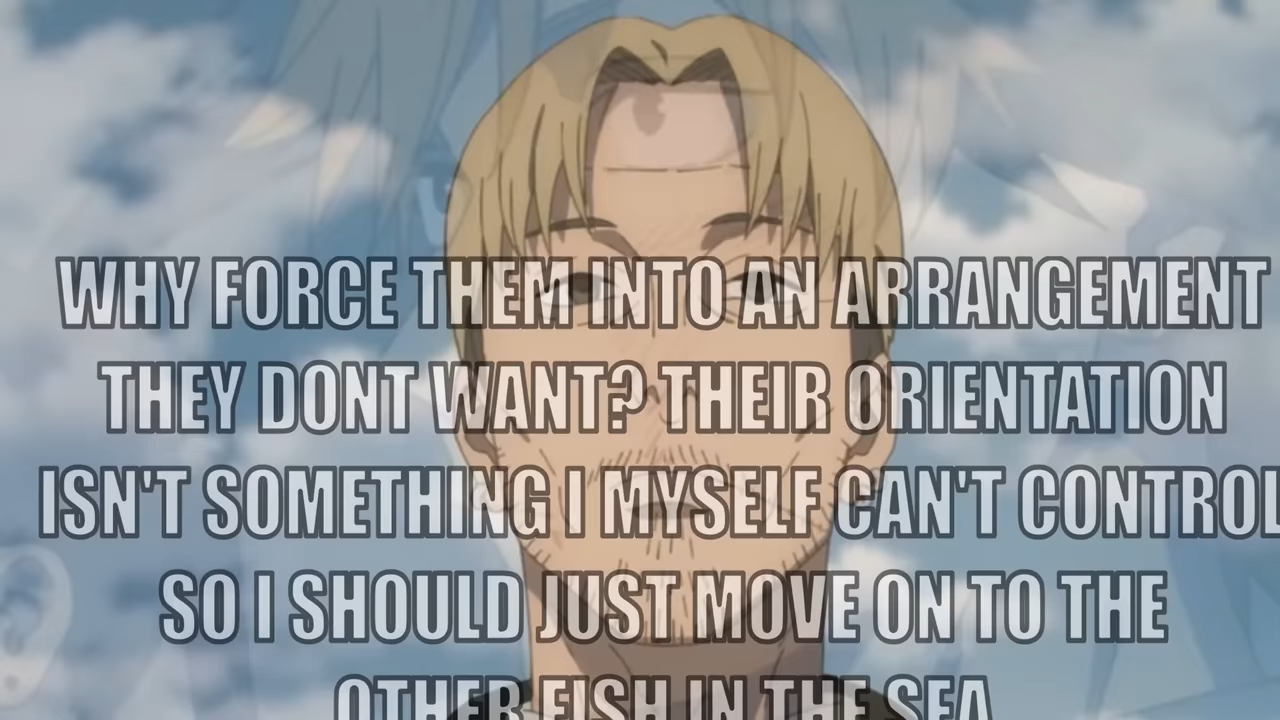 WHY FORCE THEM INTO AN ARRANGEMENT
THEY DONT WANT? THEIR ORIENTATION
ISN'T SOMETHING I MYSELF CAN'T CONTROL
SO I SHOULD JUST MOVE ON TO THE
OTHER FISH IN THE SEA